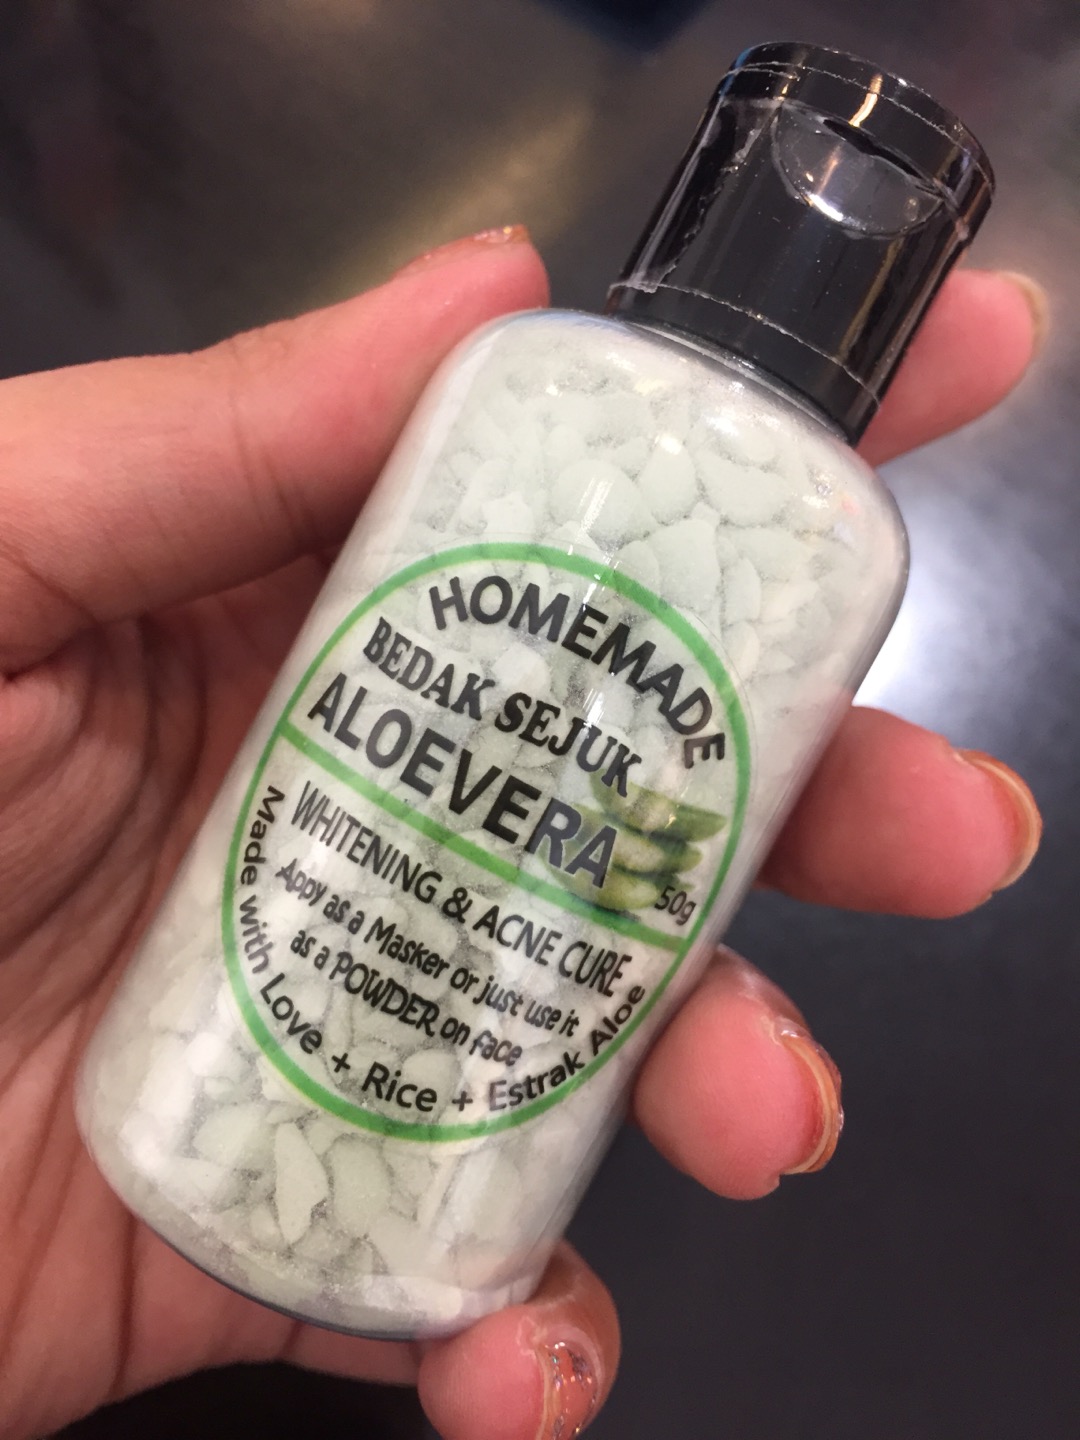 HOMEMADE
BEDAK SEJUK
ALOEVERA
50g
WHITENING & ACNE CURE
Appy as a Masker or just use it
as a POWDER on face
Made with Love + Rice + Estrak Aloe